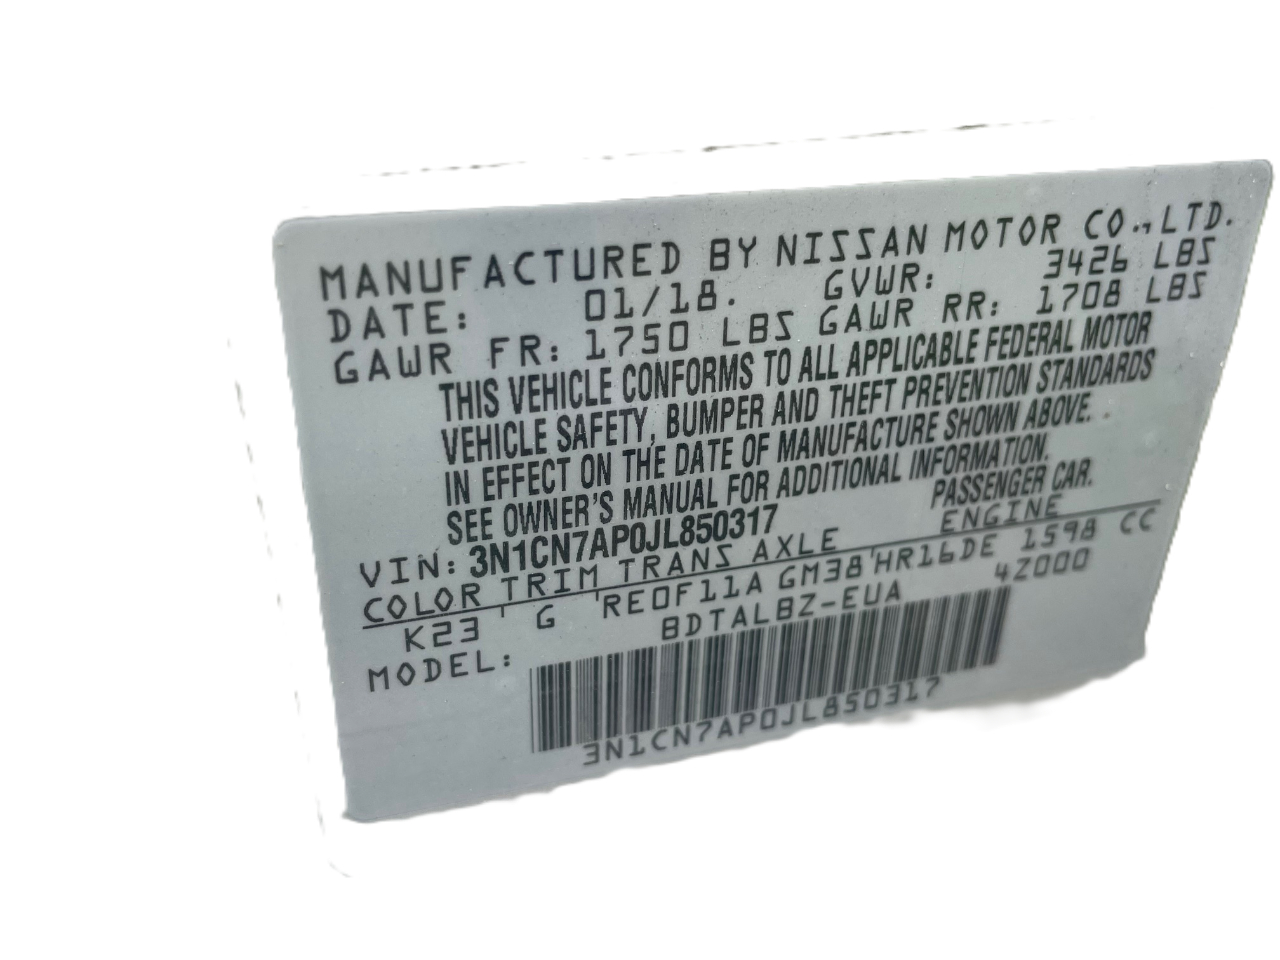 MANUFACTURED BY NISSAN MOTOR CO., LTD.
DATE: 01/18. GVWR: 3426 LBS
GAWR FR: 1750 LBS GAWR RR: 1708 LBS
THIS VEHICLE CONFORMS TO ALL APPLICABLE FEDERAL MOTOR
VEHICLE SAFETY, BUMPER AND THEFT PREVENTION STANDARDS
IN EFFECT ON THE DATE OF MANUFACTURE SHOWN ABOVE.
SEE OWNER'S MANUAL FOR ADDITIONAL INFORMATION.
VIN: 3N1CN7AP0JL850317 PASSENGER CAR.
COLOR TRIM TRANS AXLE ENGINE
K23 ' G 'RE0F11A GM38'HR16DE 1598 CC
MODEL: BDTALBZ-EUA 4Z000
3N1CN7AP0JL850317